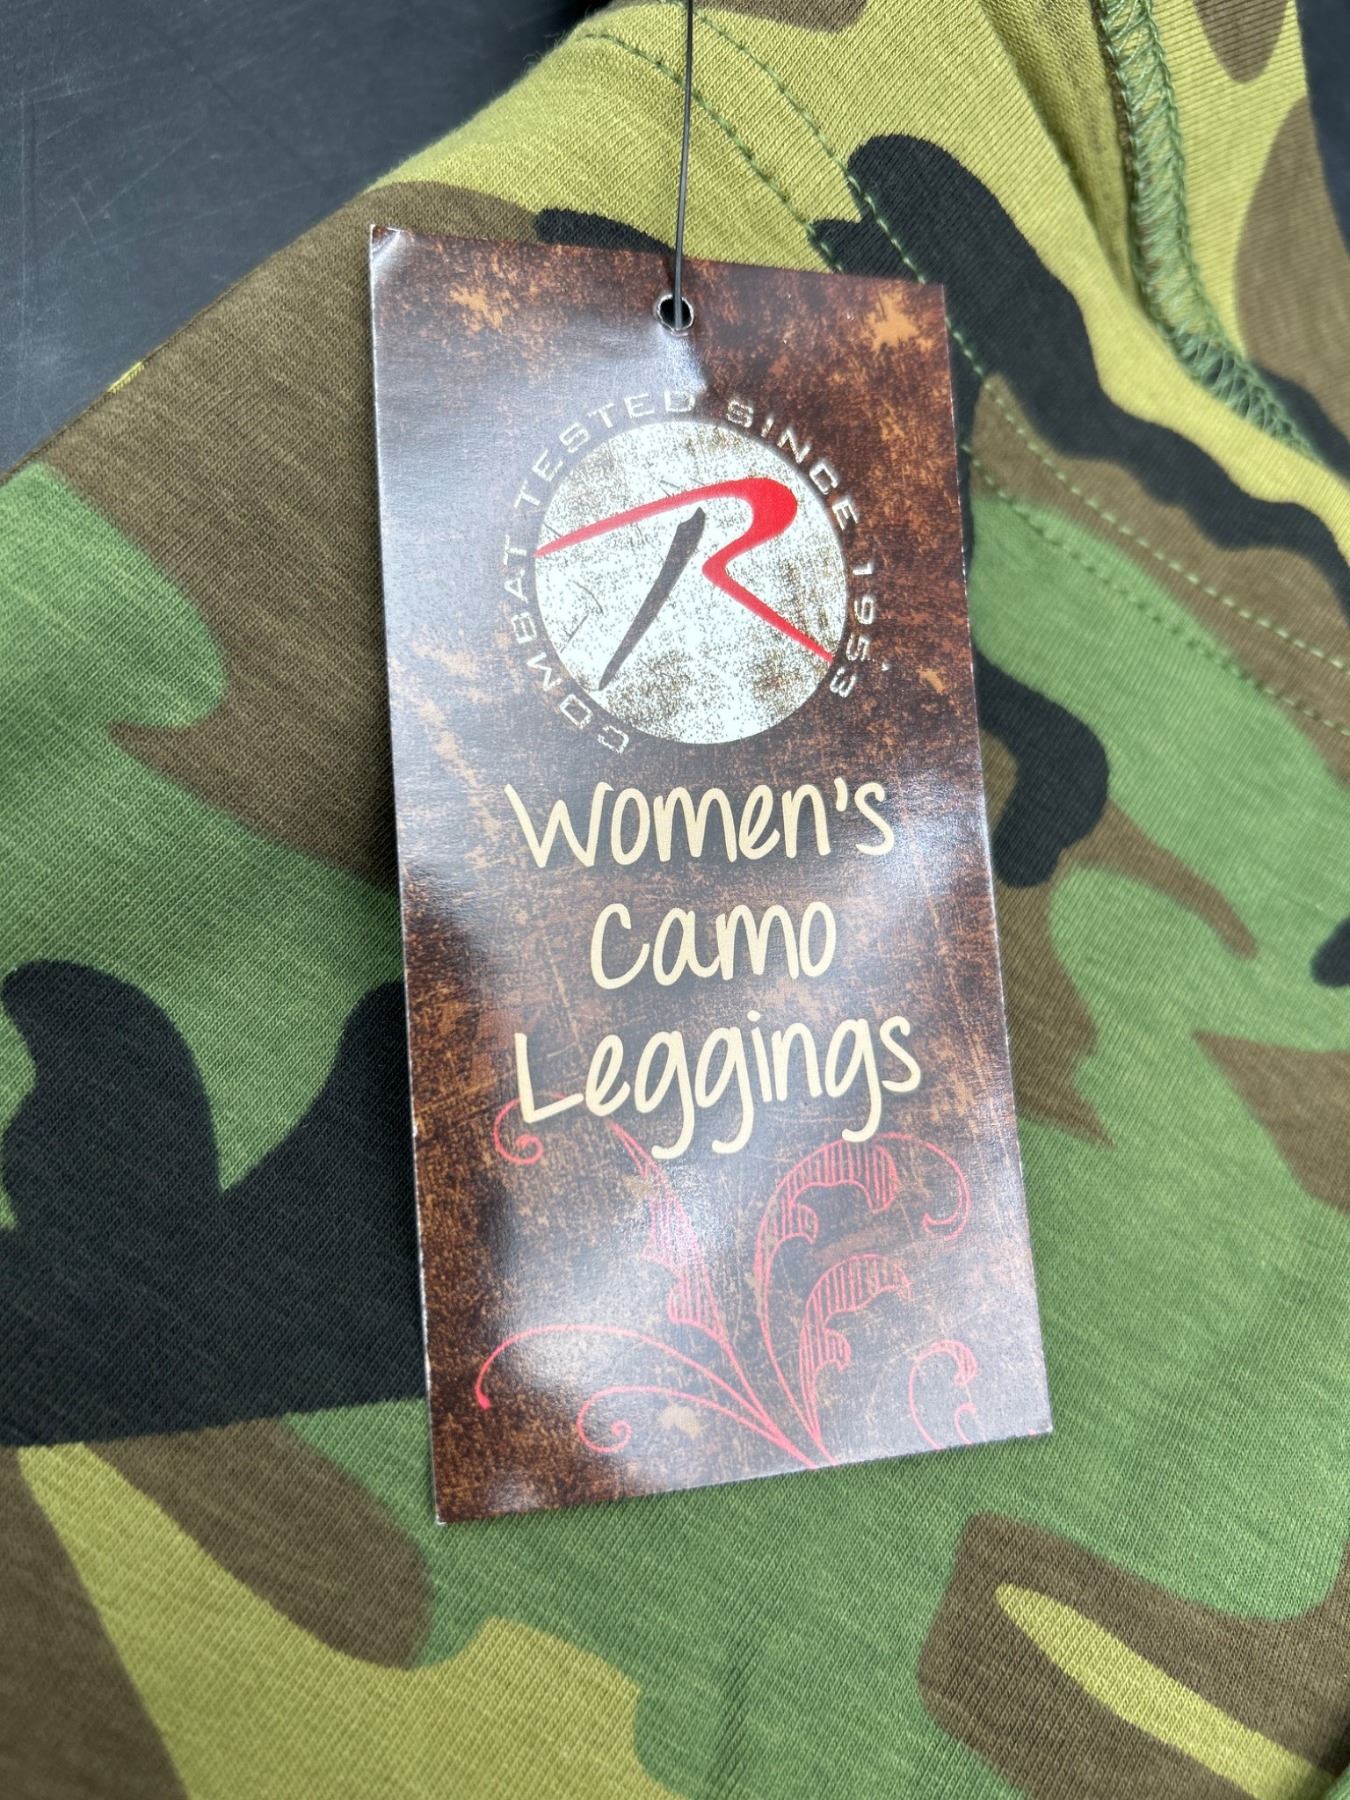 COMBAT TESTED SINCE 1953
R
Women's
Camo
Leggings